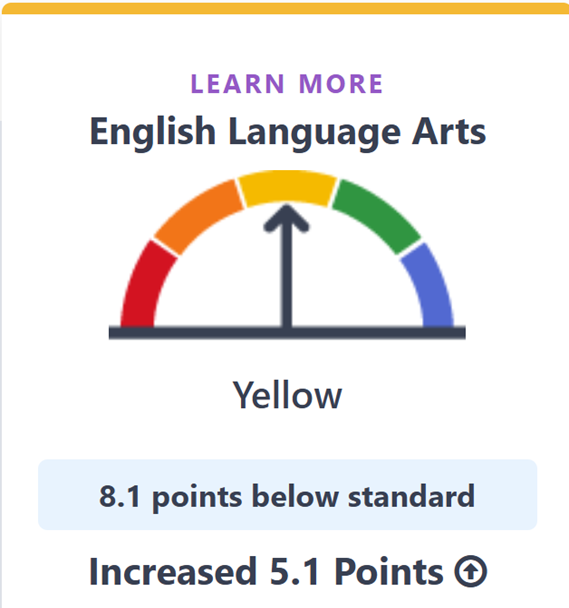 LEARN MORE
English Language Arts
Yellow
8.1 points below standard
Increased 5.1 Points